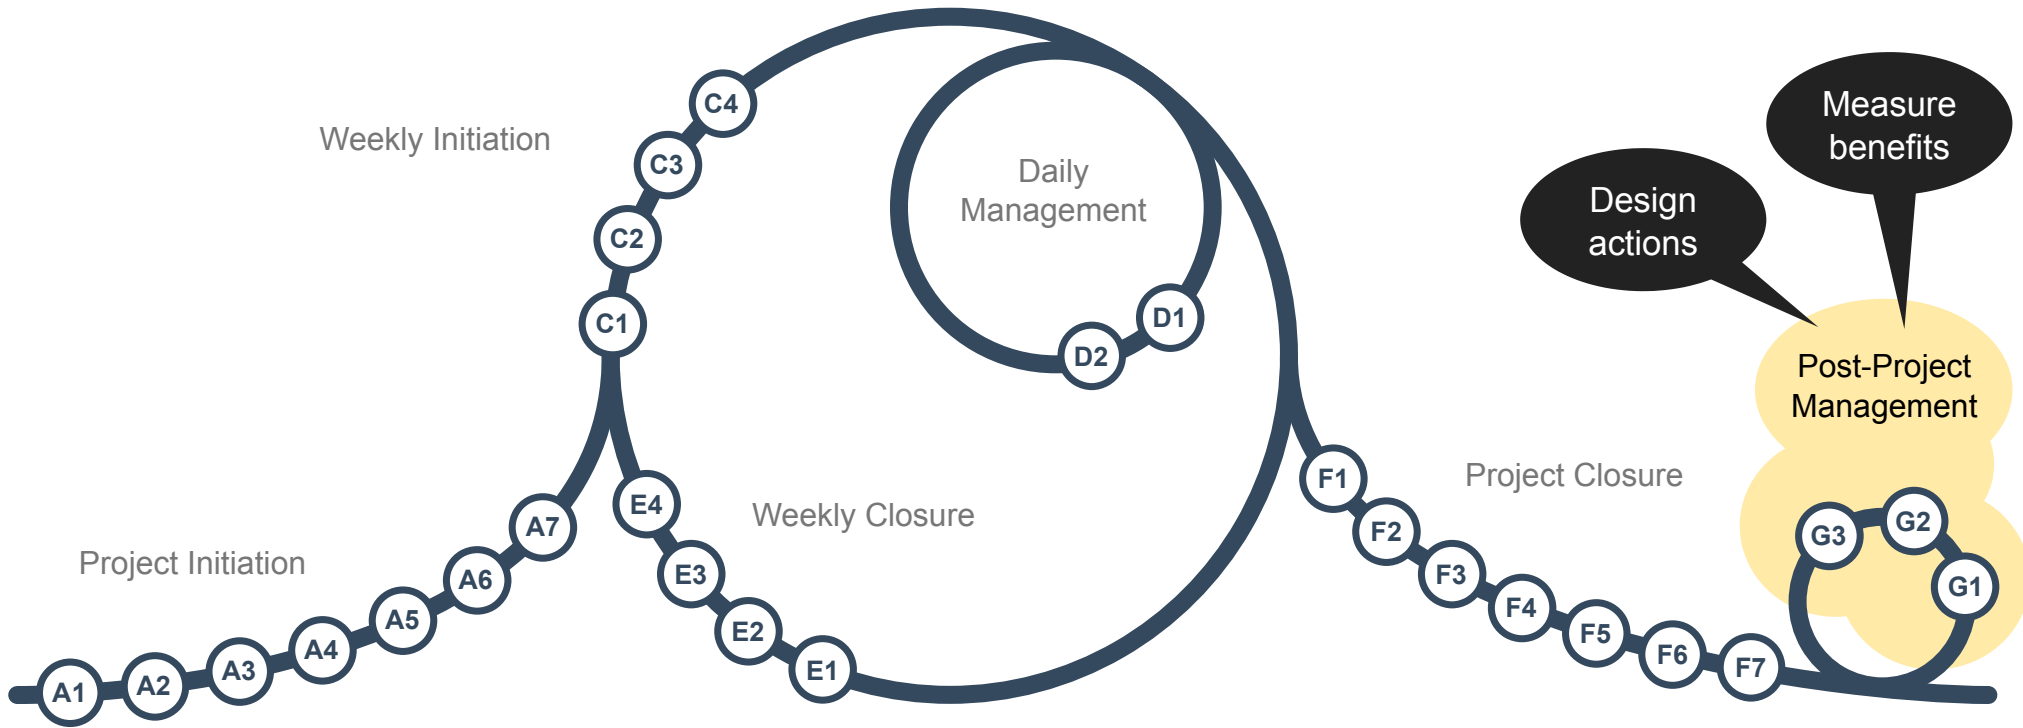 Measure
benefits
Design
actions
Weekly Initiation
Daily
Management
Post-Project
Management
Project Closure
Weekly Closure
Project Initiation
A1
A2
A3
A4
A5
A6
A7
C1
C2
C3
C4
D1
D2
E1
E2
E3
E4
F1
F2
F3
F4
F5
F6
F7
G1
G2
G3